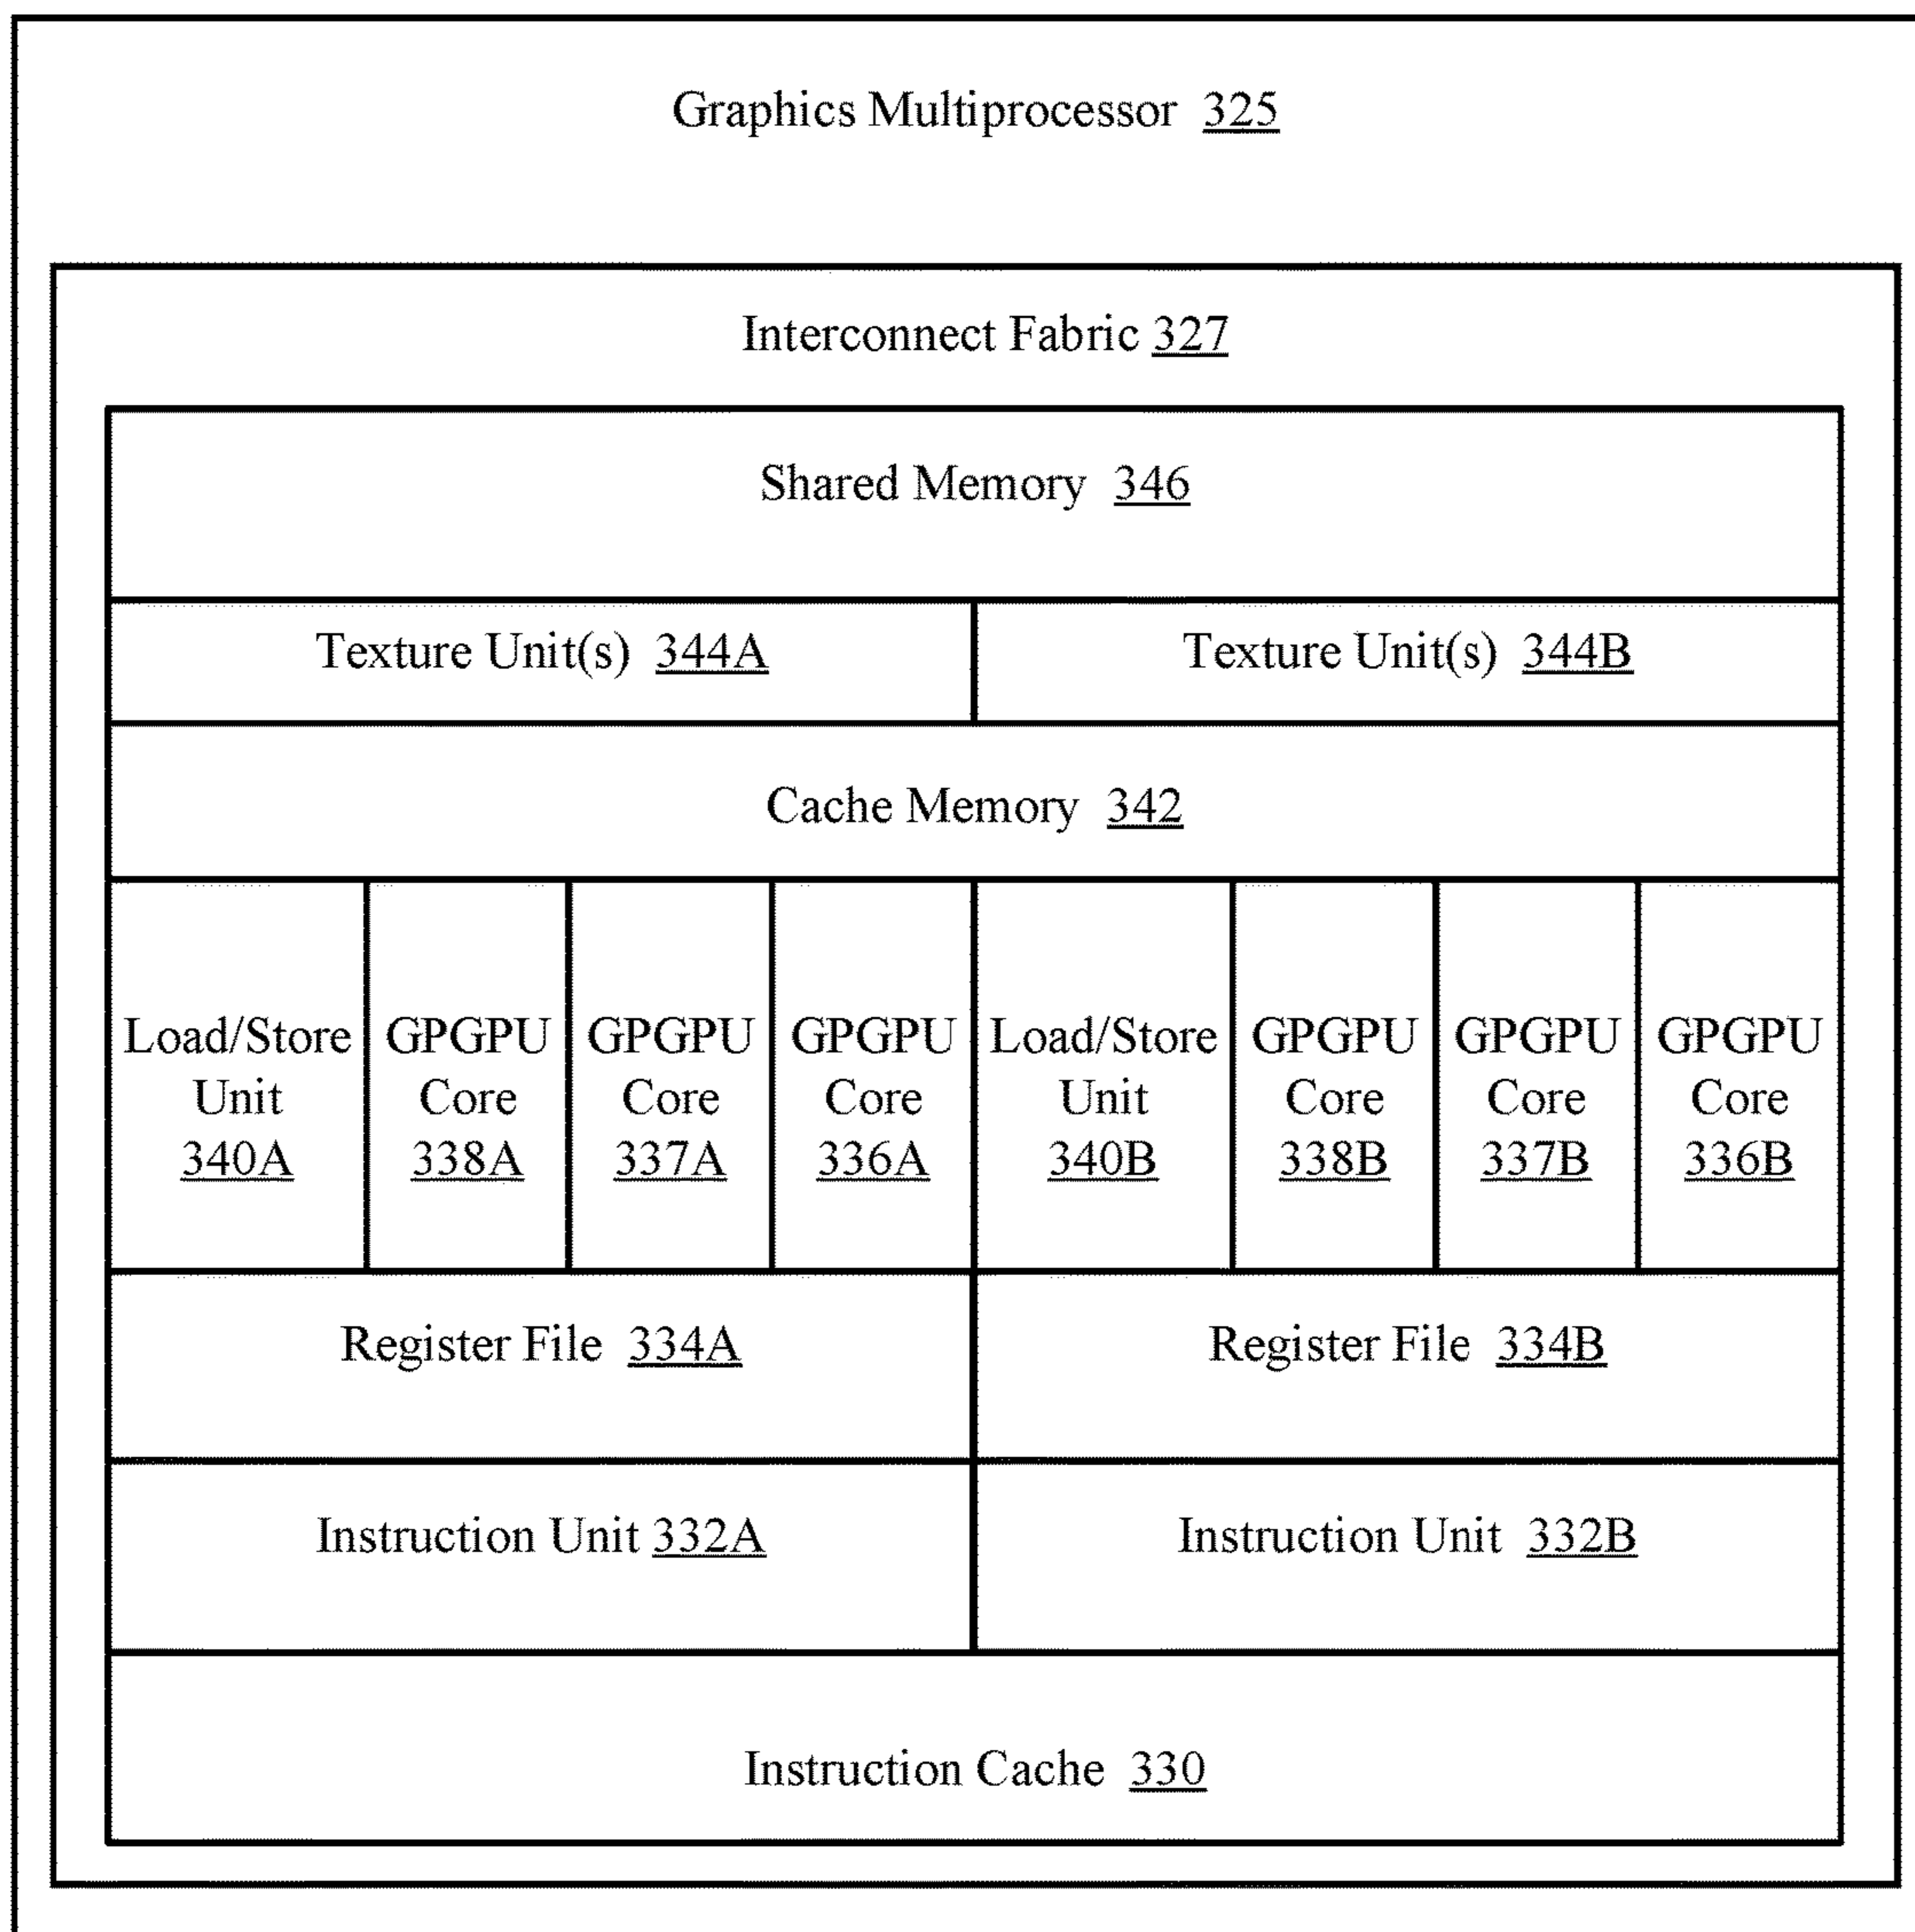 Graphics Multiprocessor 325
Interconnect Fabric 327
Shared Memory 346
Texture Unit(s) 344A
Texture Unit(s) 344B
Cache Memory 342
Load/Store
Unit
340A
GPGPU
Core
338A
GPGPU
Core
337A
GPGPU
Core
336A
Load/Store
Unit
340B
GPGPU
Core
338B
GPGPU
Core
337B
GPGPU
Core
336B
Register File 334A
Register File 334B
Instruction Unit 332A
Instruction Unit 332B
Instruction Cache 330